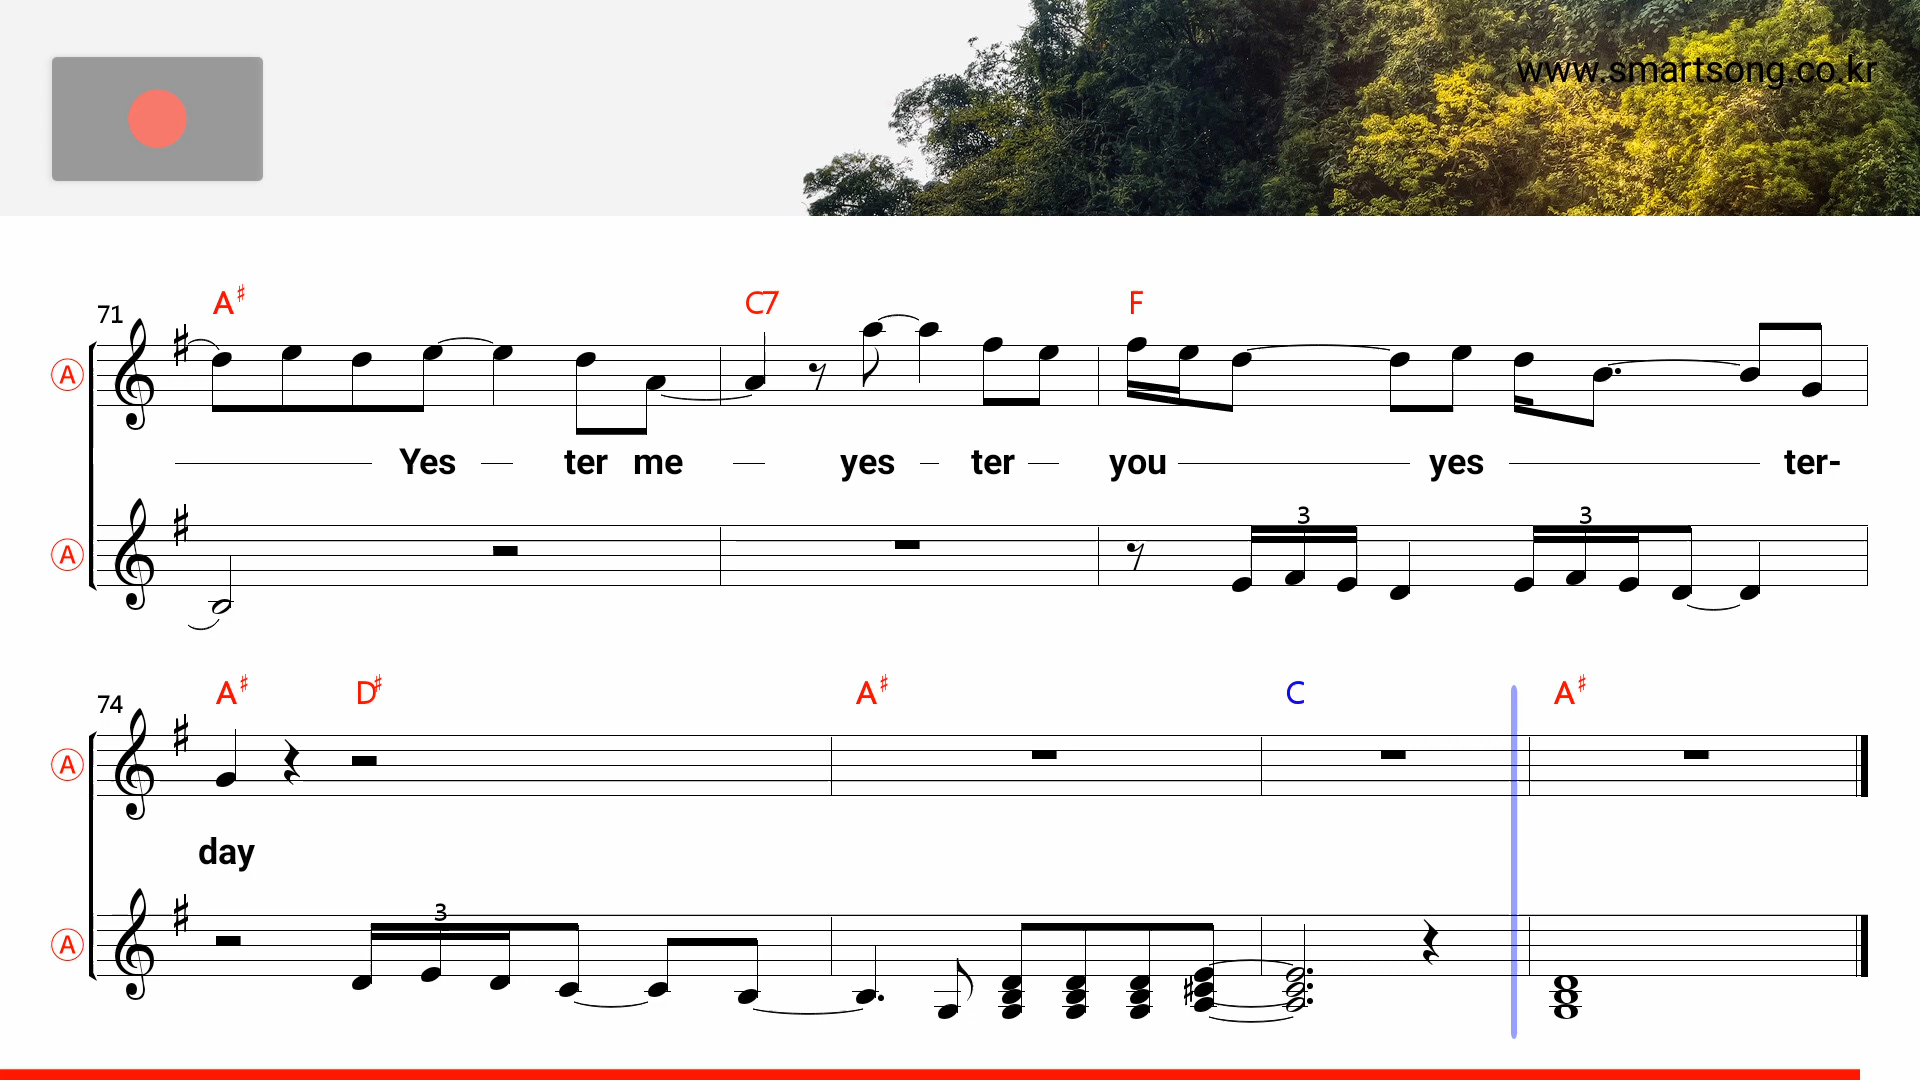 www.smartsong.co.kr
A♯ C7 F
71
A
Yes ter me yes ter you yes ter-
3 3
A
A♯ D♯ A♯ C A♯
74
A
day
3
A